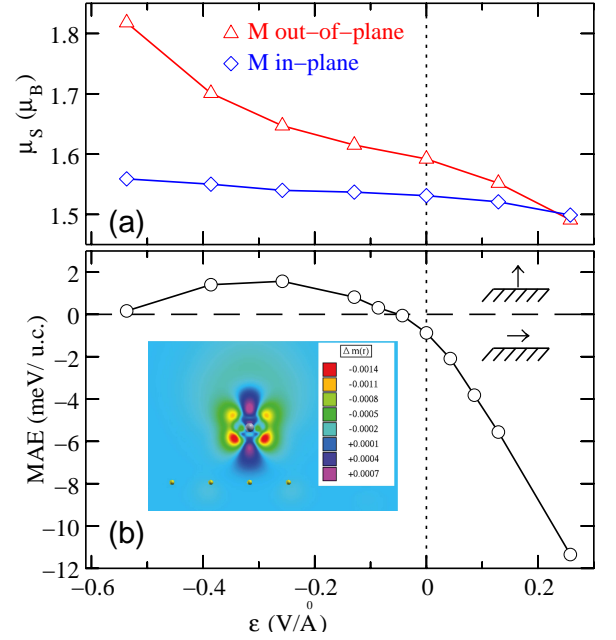 1.8
1.7
1.6
1.5
μ_S (μ_B)
M out-of-plane
M in-plane
(a)
2
0
-2
-4
-6
-8
-10
-12
MAE (meV/ u.c.)
Δ m(r)
-0.0014
-0.0011
-0.0008
-0.0005
-0.0002
+0.0001
+0.0004
+0.0007
(b)
-0.6 -0.4 -0.2 0 0.2
ε (V/Å)